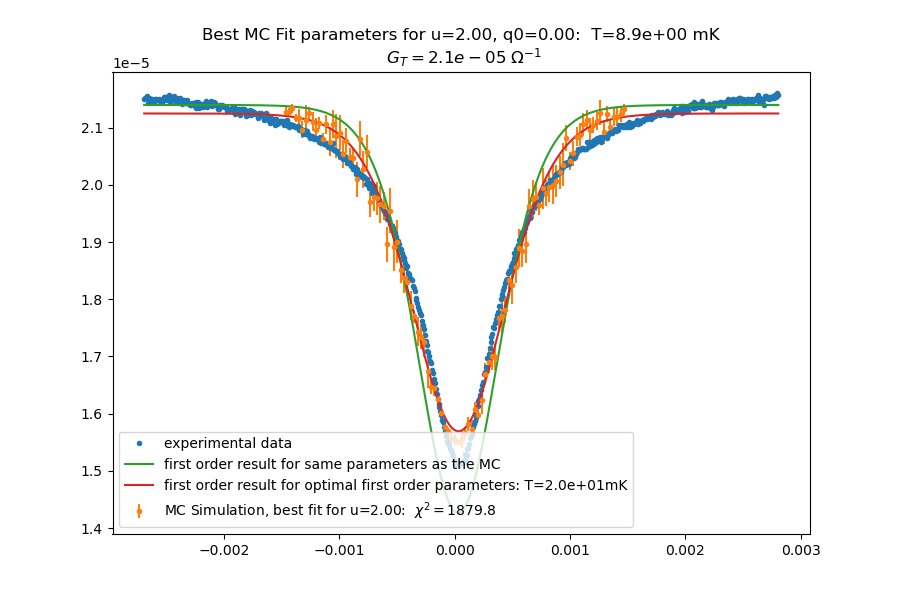 Best MC Fit parameters for u=2.00, q0=0.00:  T=8.9e+00 mK
G_T = 2.1e − 05 Ω⁻¹
1e−5
2.1
2.0
1.9
1.8
1.7
1.6
1.5
1.4
experimental data
first order result for same parameters as the MC
first order result for optimal first order parameters: T=2.0e+01mK
MC Simulation, best fit for u=2.00:  χ² = 1879.8
−0.002
−0.001
0.000
0.001
0.002
0.003